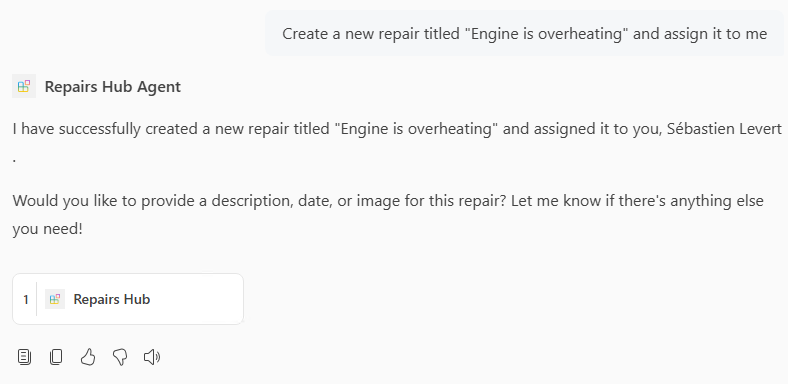 Create a new repair titled "Engine is overheating" and assign it to me
Repairs Hub Agent
I have successfully created a new repair titled "Engine is overheating" and assigned it to you, Sébastien Levert
.
Would you like to provide a description, date, or image for this repair? Let me know if there's anything else
you need!
1 Repairs Hub